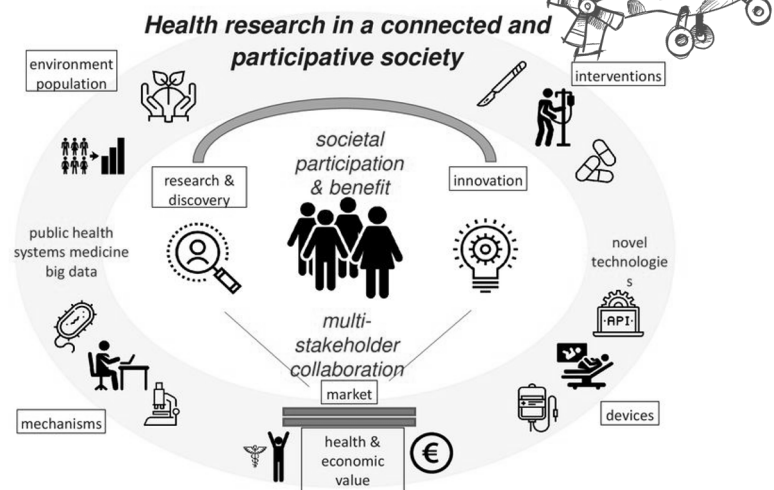 Health research in a connected and
participative society
environment
population
interventions
societal
participation
& benefit
research &
discovery
innovation
public health
systems medicine
big data
novel
technologie
s
API
multi-
stakeholder
collaboration
market
mechanisms
devices
health &
economic
value
€